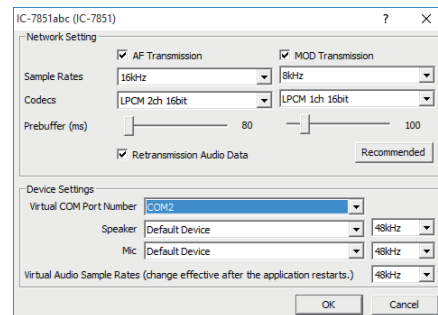 IC-7851abc (IC-7851) ? ×
Network Setting
AF Transmission MOD Transmission
Sample Rates 16kHz 8kHz
Codecs LPCM 2ch 16bit LPCM 1ch 16bit
Prebuffer (ms) 80 100
Retransmission Audio Data Recommended
Device Settings
Virtual COM Port Number COM2
Speaker Default Device 48kHz
Mic Default Device 48kHz
Virtual Audio Sample Rates (change effective after the application restarts.) 48kHz
OK Cancel